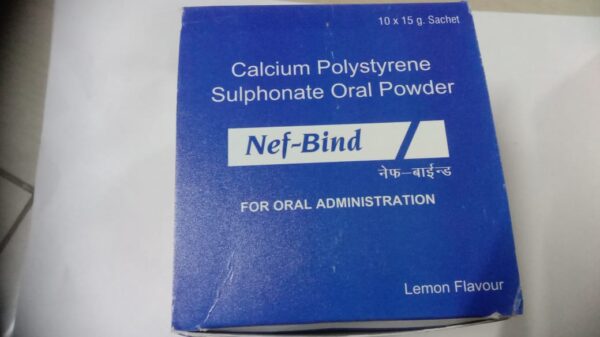 10 x 15 g. Sachet
Calcium Polystyrene
Sulphonate Oral Powder
Nef-Bind
नेफ-बाईन्ड
FOR ORAL ADMINISTRATION
Lemon Flavour